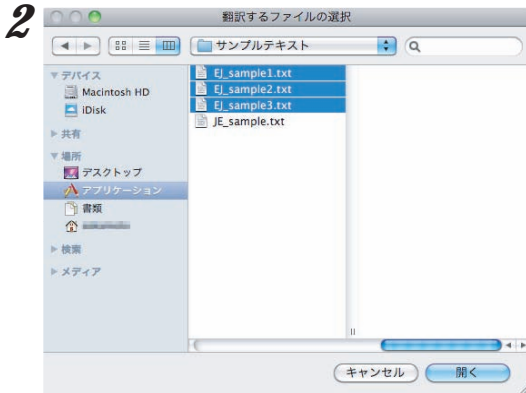 2
翻訳するファイルの選択
サンプルテキスト
デバイス
Macintosh HD
iDisk
共有
場所
デスクトップ
アプリケーション
書類
検索
メディア
EJ_sample1.txt
EJ_sample2.txt
EJ_sample3.txt
JE_sample.txt
キャンセル
開く